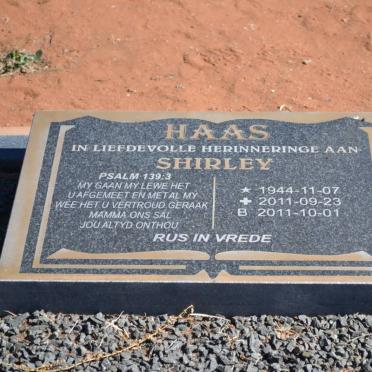 HAAS
IN LIEFDEVOLLE HERINNERINGE AAN
SHIRLEY
PSALM 139:3
MY GAAN MY LEWE HET
U AFGEMEET EN MET AL MY
WEE HET U VERTROUD GERAAK
MAMMA ONS SAL
JOU ALTYD ONTHOU
★ 1944-11-07
✚ 2011-09-23
B 2011-10-01
RUS IN VREDE